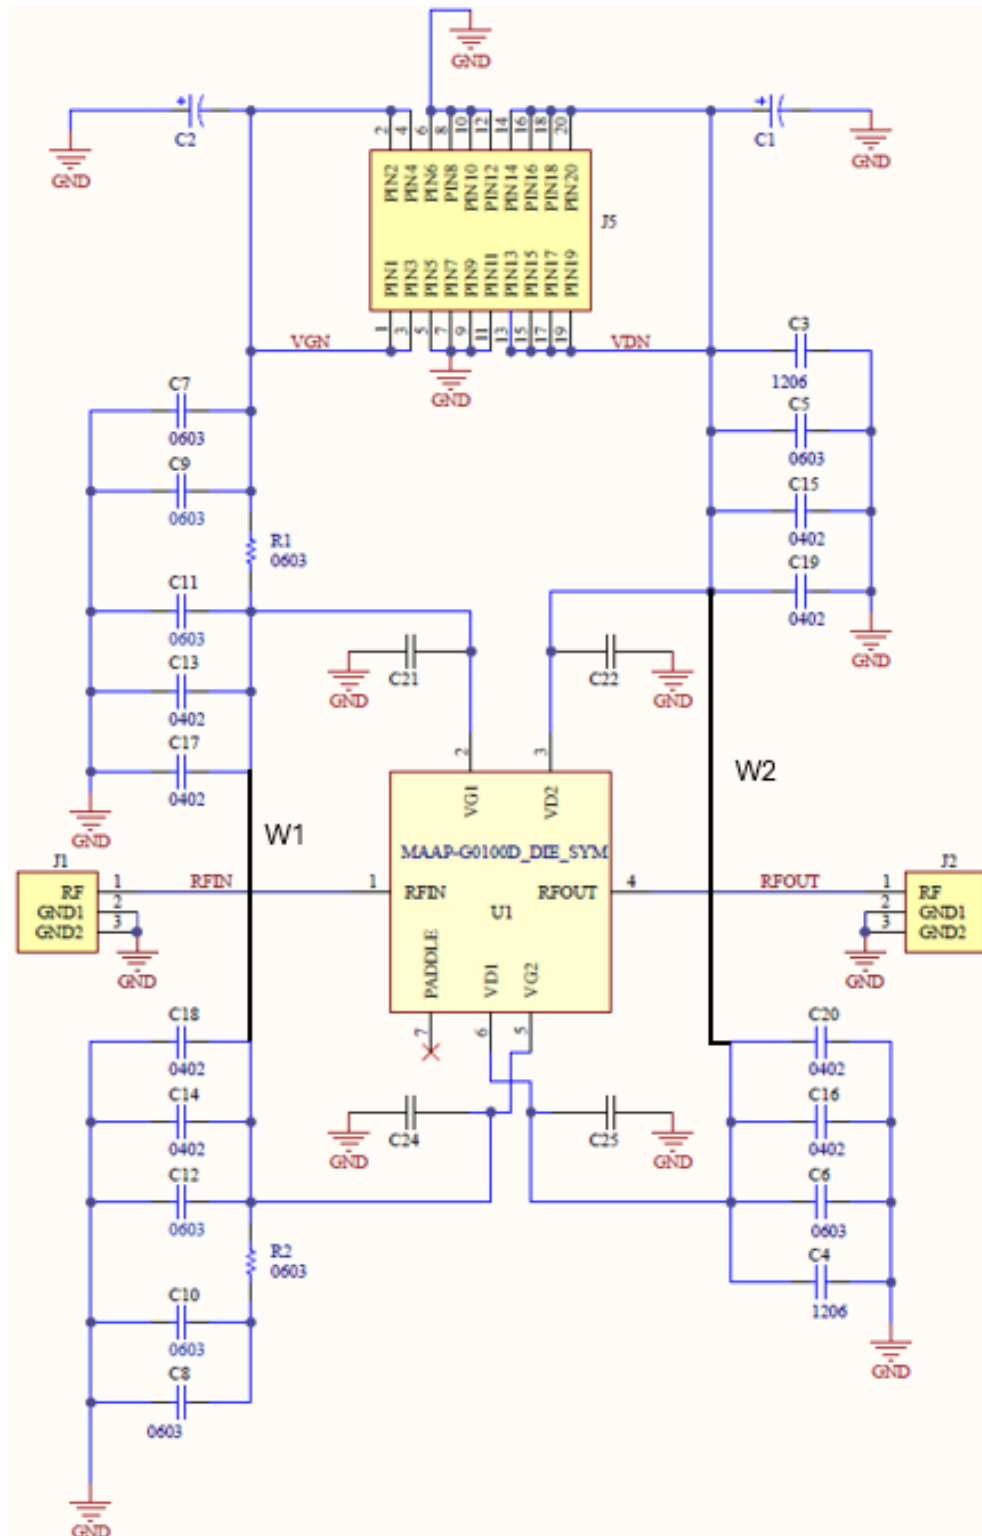 GND
C2
C1
GND
GND
2 4 6 8 10 12 14 16 18 20
PIN2 PIN4 PIN6 PIN8 PIN10 PIN12 PIN14 PIN16 PIN18 PIN20
J5
PIN1 PIN3 PIN5 PIN7 PIN9 PIN11 PIN13 PIN15 PIN17 PIN19
1 3 5 7 9 11 13 15 17 19
VGN
VDN
GND
C3
1206
C5
0603
C15
0402
C19
0402
GND
C7
0603
C9
0603
R1
0603
C11
0603
C13
0402
C17
0402
GND
C21
GND
C22
GND
W1
W2
2
3
VG1
VD2
MAAP-G0100D_DIE_SYM
RFIN
RFOUT
U1
PADDLE
VD1
VG2
7
6
5
1
4
J1
RF
GND1
GND2
1
2
3
RFIN
GND
RFOUT
J2
1
2
3
RF
GND1
GND2
GND
C18
0402
C14
0402
C12
0603
R2
0603
C10
0603
C8
0603
GND
C24
GND
C25
GND
C20
0402
C16
0402
C6
0603
C4
1206
GND